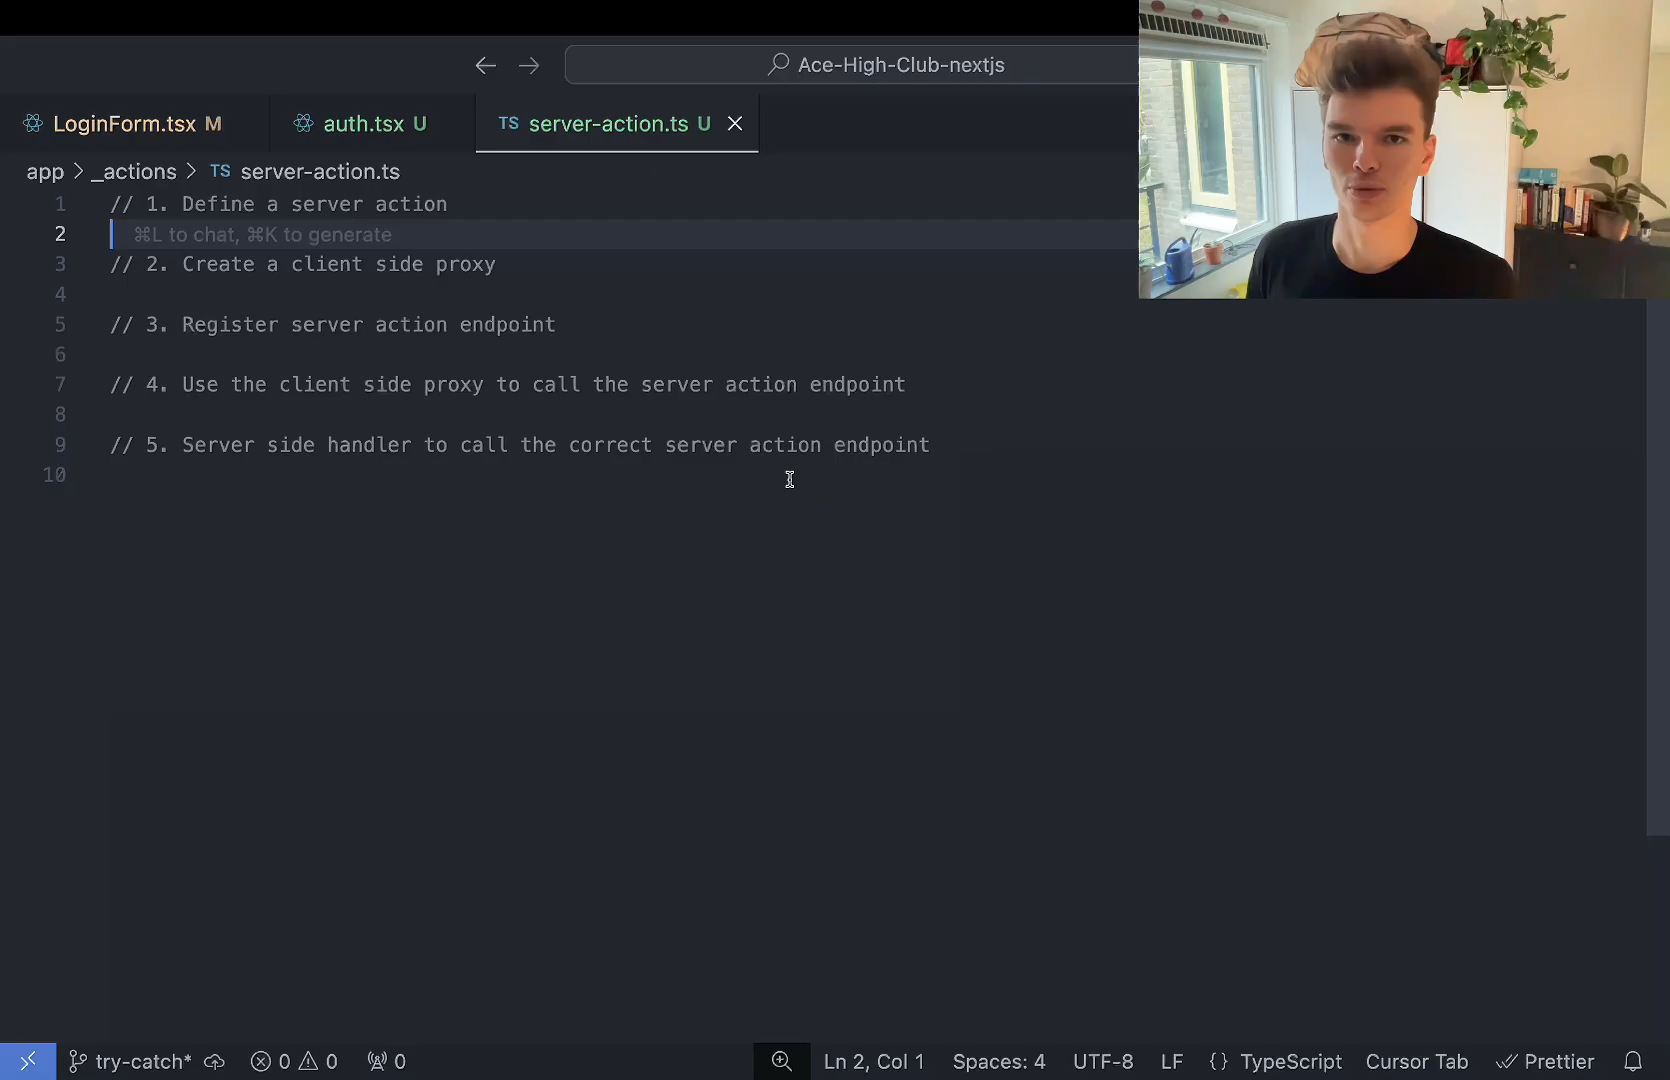 Ace-High-Club-nextjs
LoginForm.tsx M
auth.tsx U
TS server-action.ts U
app > _actions > TS server-action.ts
1 // 1. Define a server action
2 ⌘L to chat, ⌘K to generate
3 // 2. Create a client side proxy
4
5 // 3. Register server action endpoint
6
7 // 4. Use the client side proxy to call the server action endpoint
8
9 // 5. Server side handler to call the correct server action endpoint
10
try-catch* 0 0 0 Ln 2, Col 1 Spaces: 4 UTF-8 LF {} TypeScript Cursor Tab Prettier